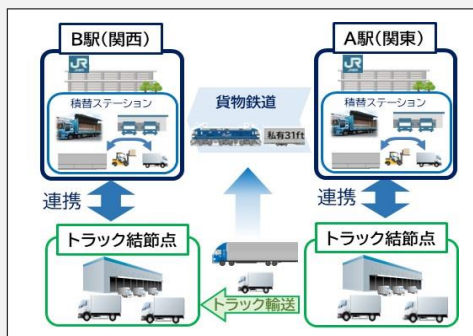 B駅（関西）
A駅（関東）
JR
JR
積替ステーション
貨物鉄道
積替ステーション
私有31ft
連携
連携
トラック結節点
トラック結節点
トラック輸送